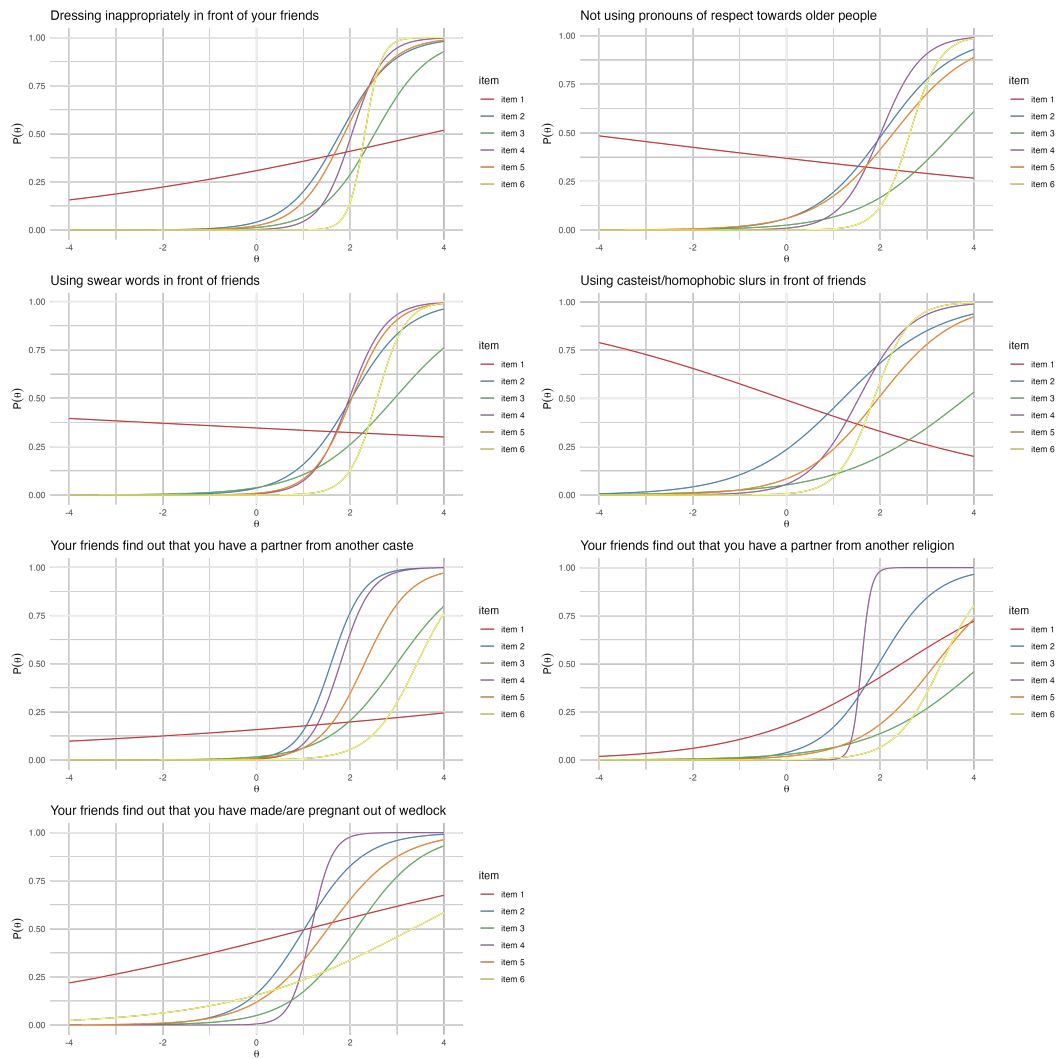 Dressing inappropriately in front of your friends
1.00
0.75
0.50
0.25
0.00
P(θ)
-4
-2
0
2
4
θ
item
item 1
item 2
item 3
item 4
item 5
item 6
Not using pronouns of respect towards older people
1.00
0.75
0.50
0.25
0.00
P(θ)
-4
-2
0
2
4
θ
item
item 1
item 2
item 3
item 4
item 5
item 6
Using swear words in front of friends
1.00
0.75
0.50
0.25
0.00
P(θ)
-4
-2
0
2
4
θ
item
item 1
item 2
item 3
item 4
item 5
item 6
Using casteist/homophobic slurs in front of friends
1.00
0.75
0.50
0.25
0.00
P(θ)
-4
-2
0
2
4
θ
item
item 1
item 2
item 3
item 4
item 5
item 6
Your friends find out that you have a partner from another caste
1.00
0.75
0.50
0.25
0.00
P(θ)
-4
-2
0
2
4
θ
item
item 1
item 2
item 3
item 4
item 5
item 6
Your friends find out that you have a partner from another religion
1.00
0.75
0.50
0.25
0.00
P(θ)
-4
-2
0
2
4
θ
item
item 1
item 2
item 3
item 4
item 5
item 6
Your friends find out that you have made/are pregnant out of wedlock
1.00
0.75
0.50
0.25
0.00
P(θ)
-4
-2
0
2
4
θ
item
item 1
item 2
item 3
item 4
item 5
item 6